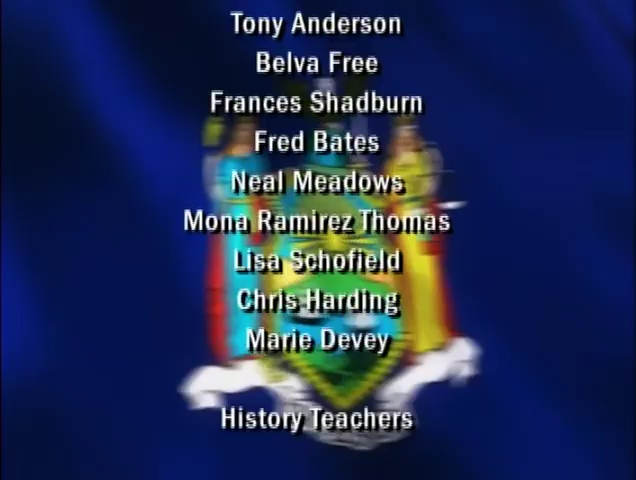 Tony Anderson
Belva Free
Frances Shadburn
Fred Bates
Neal Meadows
Mona Ramirez Thomas
Lisa Schofield
Chris Harding
Marie Devey
History Teachers